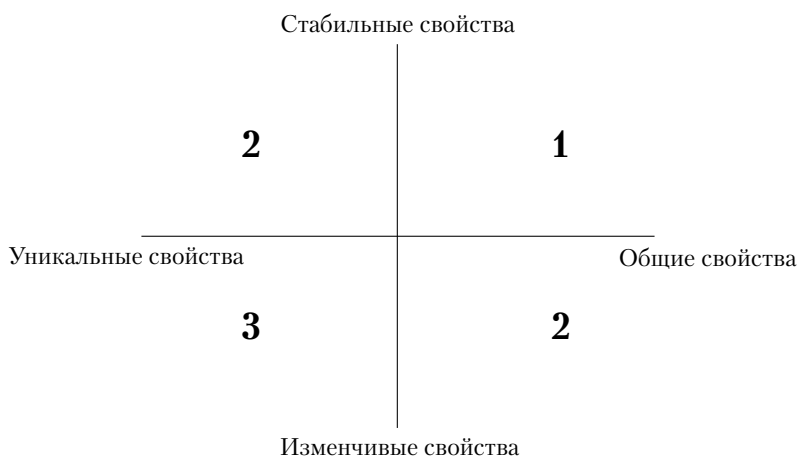 Стабильные свойства
2
1
Уникальные свойства
Общие свойства
3
2
Изменчивые свойства